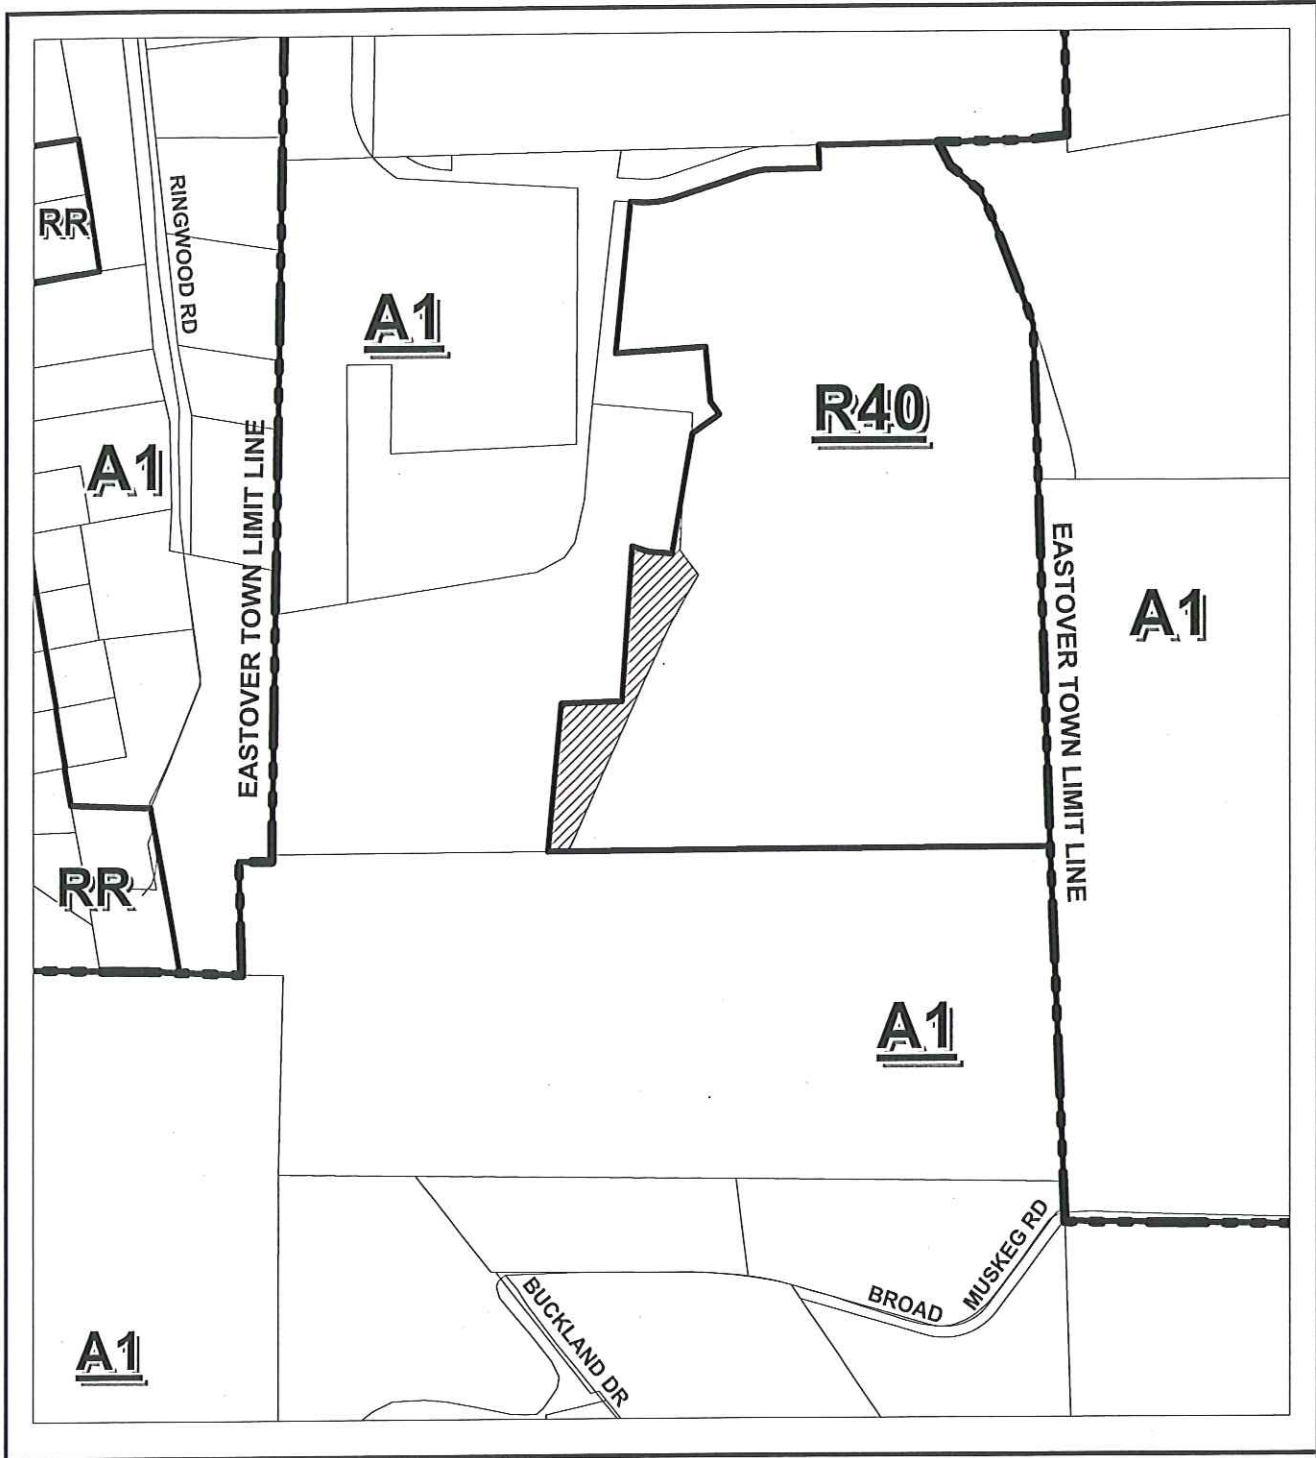 RR
RINGWOOD RD
A1
R40
A1
EASTOVER TOWN LIMIT LINE
EASTOVER TOWN LIMIT LINE
A1
RR
A1
BROAD MUSKEG RD
BUCKLAND DR
A1